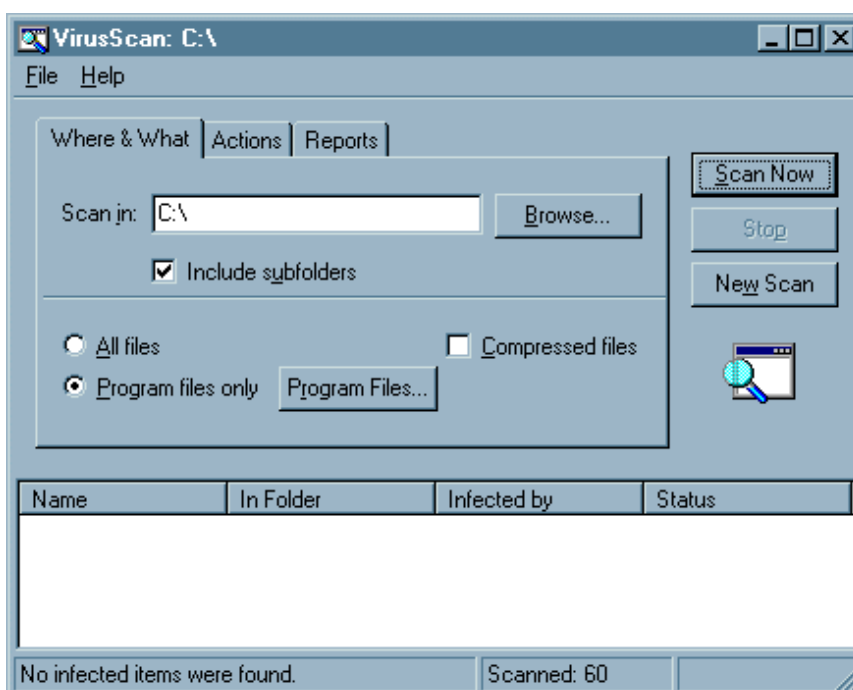 VirusScan: C:\
File Help
Where & What Actions Reports
Scan in: C:\ Browse...
Include subfolders
All files Compressed files
Program files only Program Files...
Scan Now
Stop
New Scan
Name In Folder Infected by Status
No infected items were found. Scanned: 60